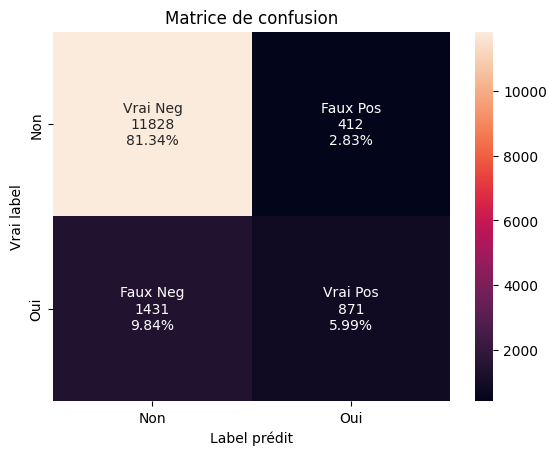 Matrice de confusion
Vrai Neg
11828
81.34%
Faux Pos
412
2.83%
Faux Neg
1431
9.84%
Vrai Pos
871
5.99%
Non
Oui
Vrai label
Non
Oui
Label prédit
10000
8000
6000
4000
2000